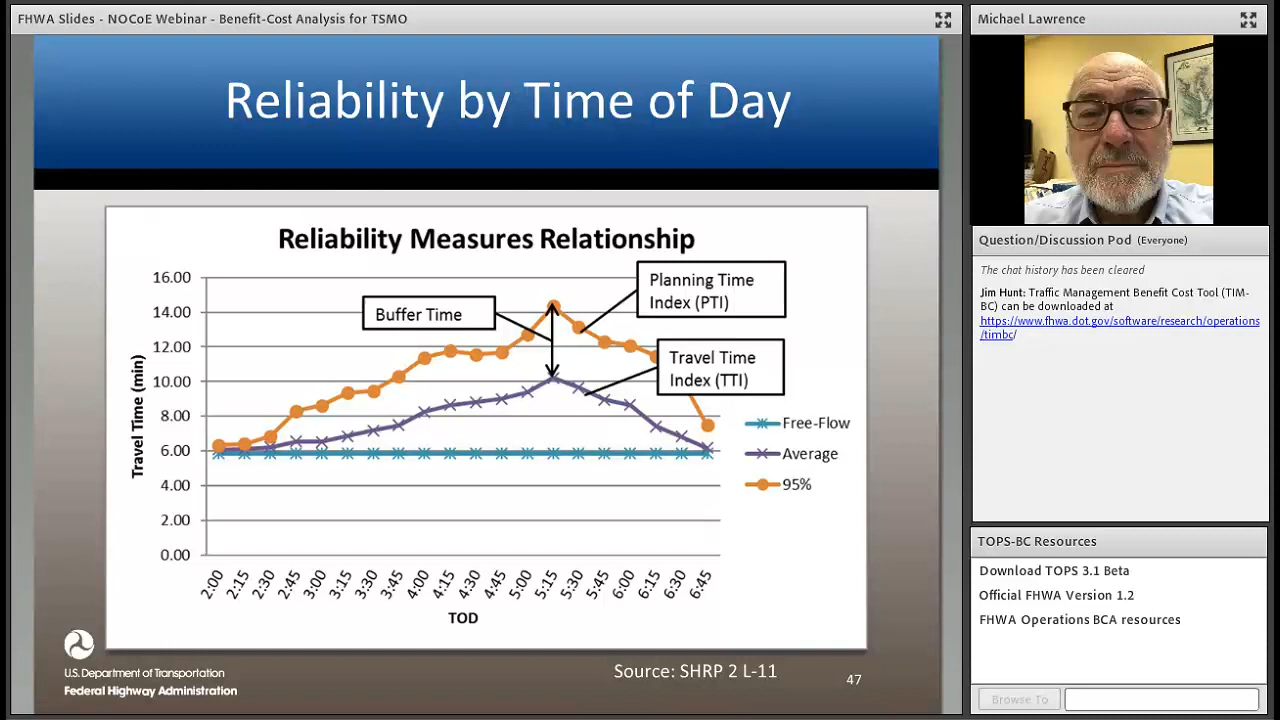 FHWA Slides - NOCoE Webinar - Benefit-Cost Analysis for TSMO
Reliability by Time of Day
Reliability Measures Relationship
16.00
14.00
12.00
10.00
8.00
6.00
4.00
2.00
0.00
Travel Time (min)
Buffer Time
Planning Time
Index (PTI)
Travel Time
Index (TTI)
Free-Flow
Average
95%
2:00
2:15
2:30
2:45
3:00
3:15
3:30
3:45
4:00
4:15
4:30
4:45
5:00
5:15
5:30
5:45
6:00
6:15
6:30
6:45
TOD
U.S. Department of Transportation
Federal Highway Administration
Source: SHRP 2 L-11
47
Michael Lawrence
Question/Discussion Pod (Everyone)
The chat history has been cleared
Jim Hunt: Traffic Management Benefit Cost Tool (TIM-
BC) can be downloaded at
https://www.fhwa.dot.gov/software/research/operations
/timbc/
TOPS-BC Resources
Download TOPS 3.1 Beta
Official FHWA Version 1.2
FHWA Operations BCA resources
Browse To